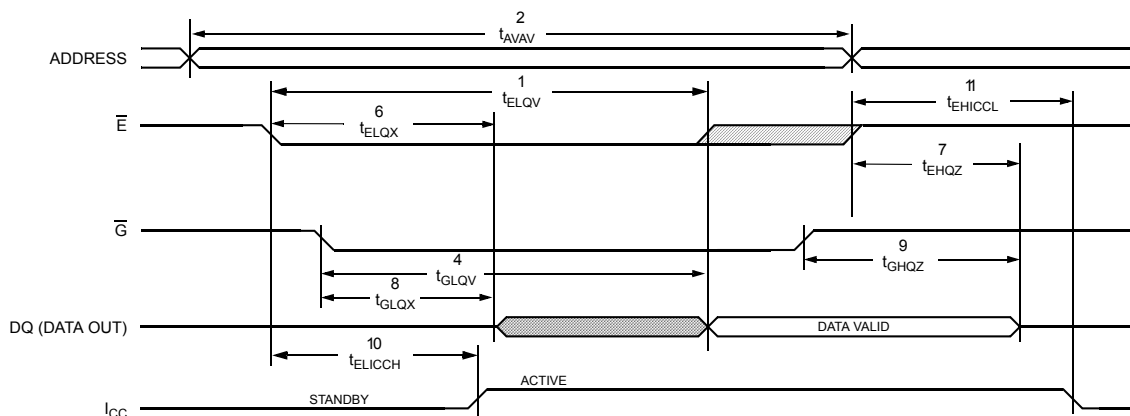 2
tAVAV
ADDRESS
1
tELQV
11
tEHICCL
6
tELQX
E
7
tEHQZ
G
9
tGHQZ
4
tGLQV
8
tGLQX
DQ (DATA OUT)
DATA VALID
10
tELICCH
ACTIVE
STANDBY
ICC